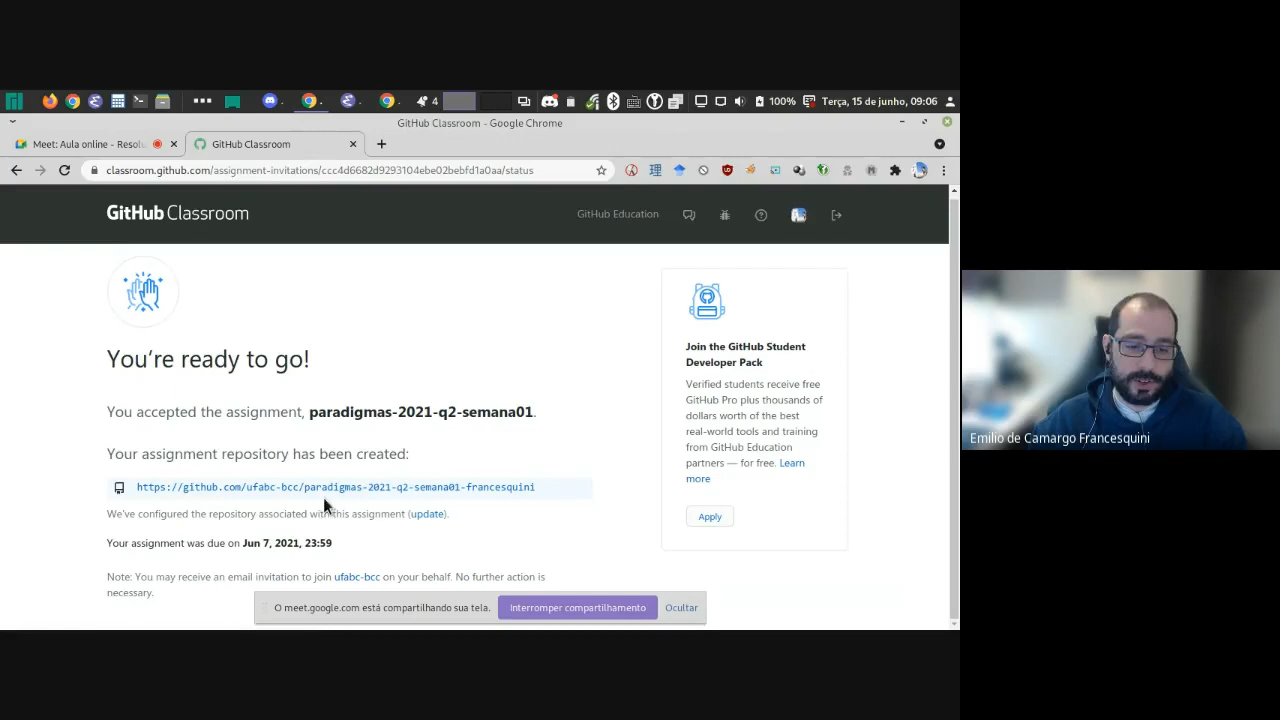 4
100%
Terça, 15 de junho, 09:06
GitHub Classroom - Google Chrome
Meet: Aula online - Resol
GitHub Classroom
classroom.github.com/assignment-invitations/ccc4d6682d9293104ebe02bebfd1a0aa/status
GitHub Classroom
GitHub Education
You’re ready to go!
You accepted the assignment, paradigmas-2021-q2-semana01.
Your assignment repository has been created:
https://github.com/ufabc-bcc/paradigmas-2021-q2-semana01-francesquini
We've configured the repository associated with this assignment (update).
Your assignment was due on Jun 7, 2021, 23:59
Note: You may receive an email invitation to join ufabc-bcc on your behalf. No further action is
necessary.
Join the GitHub Student
Developer Pack
Verified students receive free
GitHub Pro plus thousands of
dollars worth of the best
real-world tools and training
from GitHub Education
partners — for free. Learn
more
Apply
O meet.google.com está compartilhando sua tela.
Interromper compartilhamento
Ocultar
Emilio de Camargo Francesquini